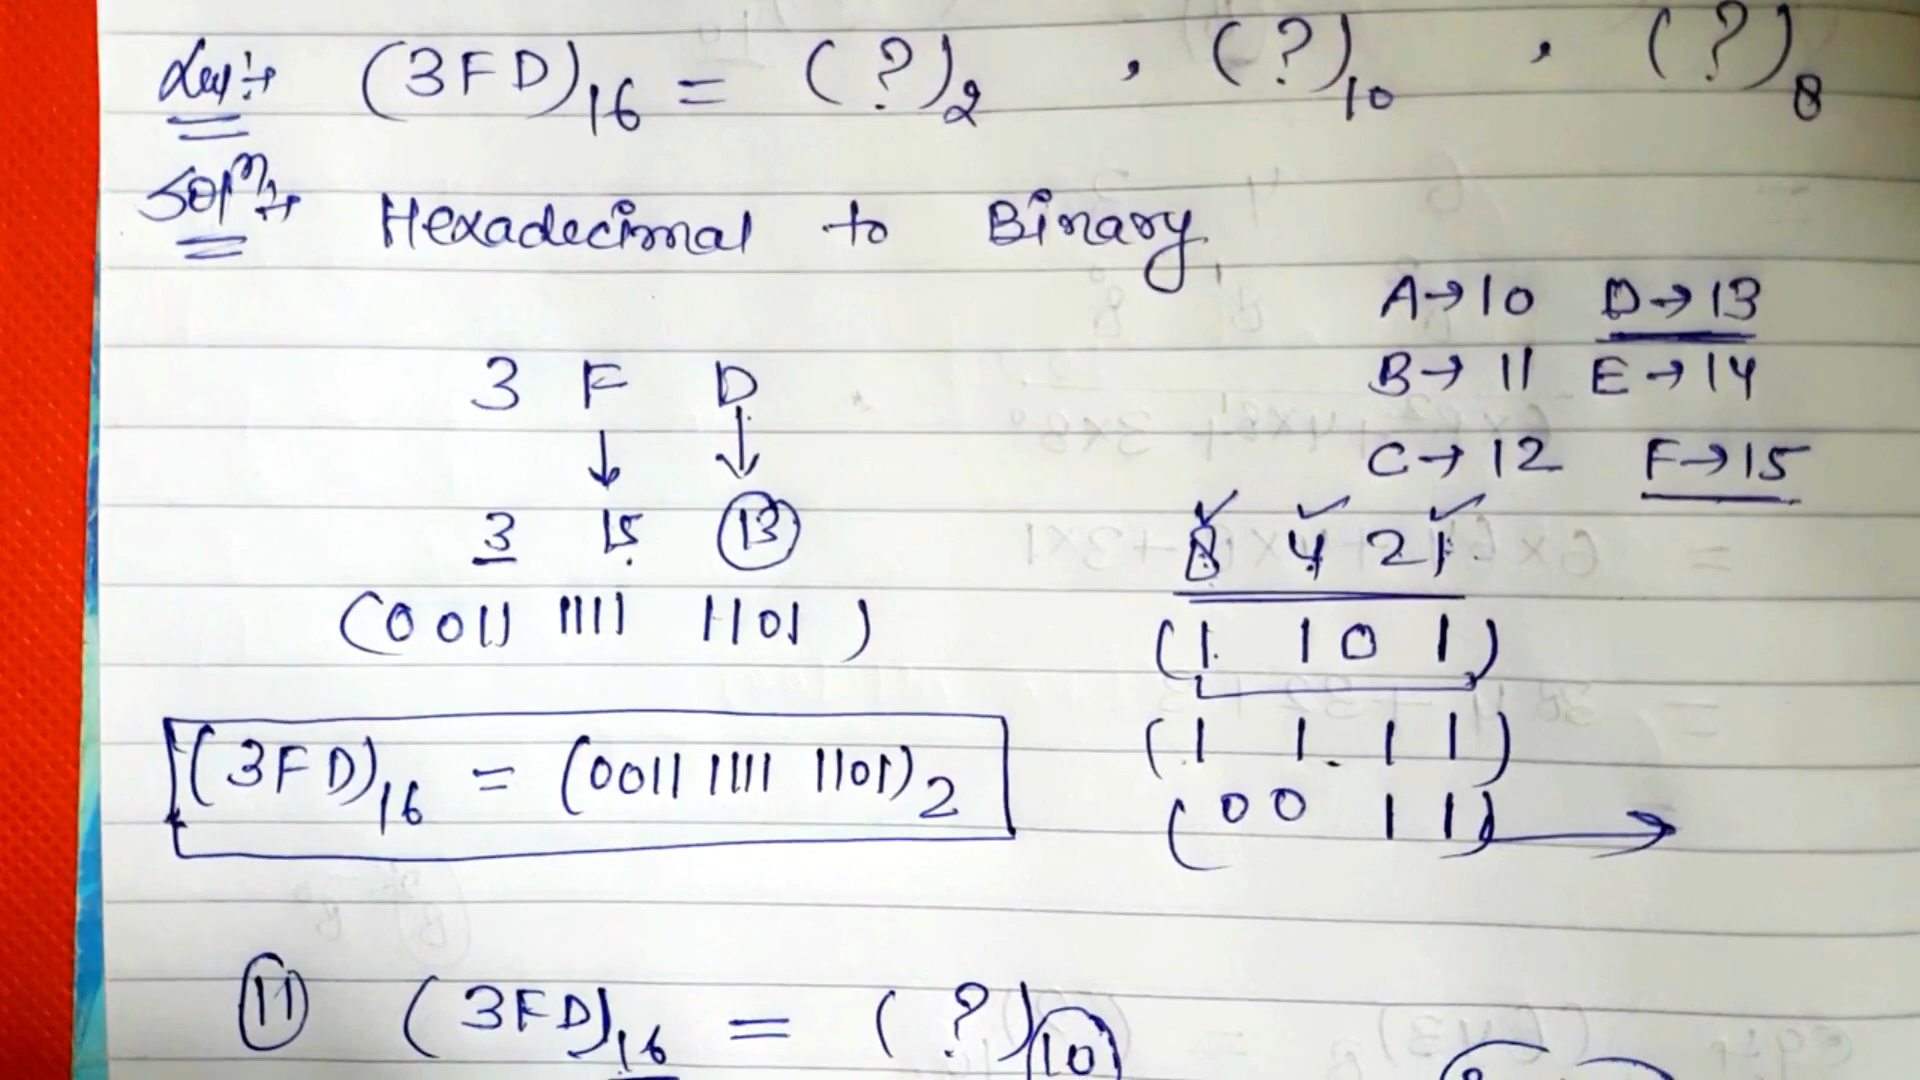 (3FD)16 = (?)2 , (?)10 , (?)8
Soln:→ Hexadecimal to Binary
A→10 D→13
B→11 E→14
C→12 F→15
3 F D
↓ ↓
3 15 13
(0011 1111 1101)
8 4 2 1
(1 1 0 1)
(1 1 1 1)
(0 0 1 1)→
(3FD)16 = (0011 1111 1101)2
11 (3FD)16 = (?)10